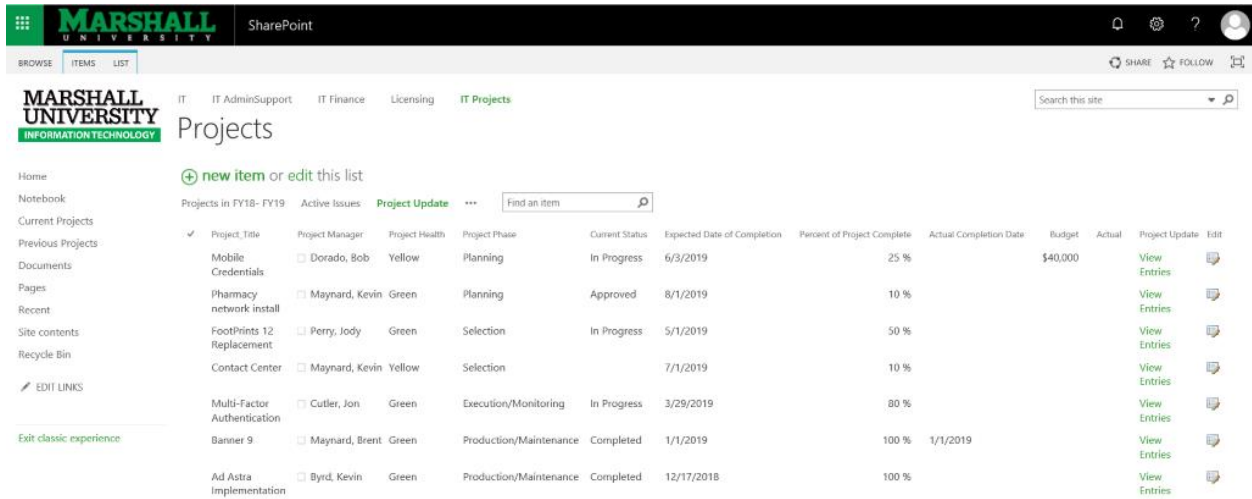 MARSHALL
UNIVERSITY
SharePoint
?
BROWSE ITEMS LIST
SHARE FOLLOW
MARSHALL
UNIVERSITY
INFORMATION TECHNOLOGY
IT IT AdminSupport IT Finance Licensing IT Projects
Search this site
Projects
Home
Notebook
Current Projects
Previous Projects
Documents
Pages
Recent
Site contents
Recycle Bin
EDIT LINKS
Exit classic experience
new item or edit this list
Projects in FY18- FY19 Active Issues Project Update ••• Find an item
Project_Title Project Manager Project Health Project Phase Current Status Expected Date of Completion Percent of Project Complete Actual Completion Date Budget Actual Project Update Edit
Mobile Dorado, Bob Yellow Planning In Progress 6/3/2019 25 % $40,000 View
Credentials Entries
Pharmacy Maynard, Kevin Green Planning Approved 8/1/2019 10 % View
network install Entries
FootPrints 12 Perry, Jody Green Selection In Progress 5/1/2019 50 % View
Replacement Entries
Contact Center Maynard, Kevin Yellow Selection 7/1/2019 10 % View
Entries
Multi-Factor Cutler, Jon Green Execution/Monitoring In Progress 3/29/2019 80 % View
Authentication Entries
Banner 9 Maynard, Brent Green Production/Maintenance Completed 1/1/2019 100 % 1/1/2019 View
Entries
Ad Astra Byrd, Kevin Green Production/Maintenance Completed 12/17/2018 100 % View
Implementation Entries